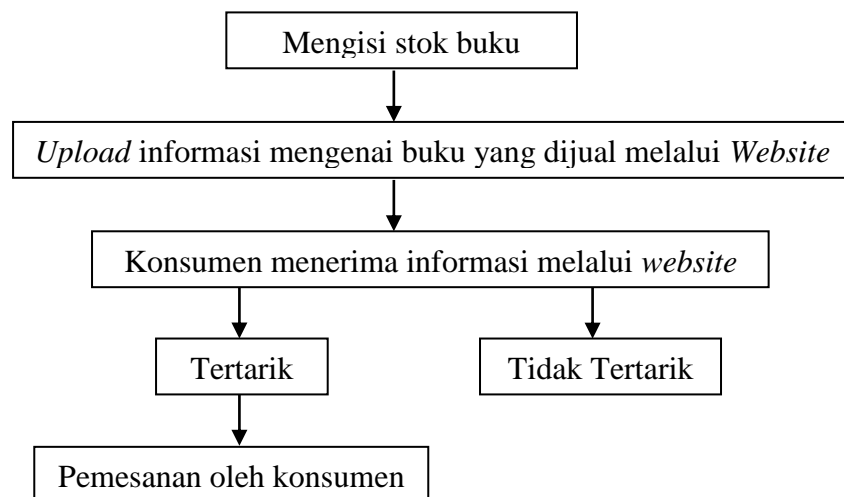 Mengisi stok buku
Upload informasi mengenai buku yang dijual melalui Website
Konsumen menerima informasi melalui website
Tertarik
Tidak Tertarik
Pemesanan oleh konsumen